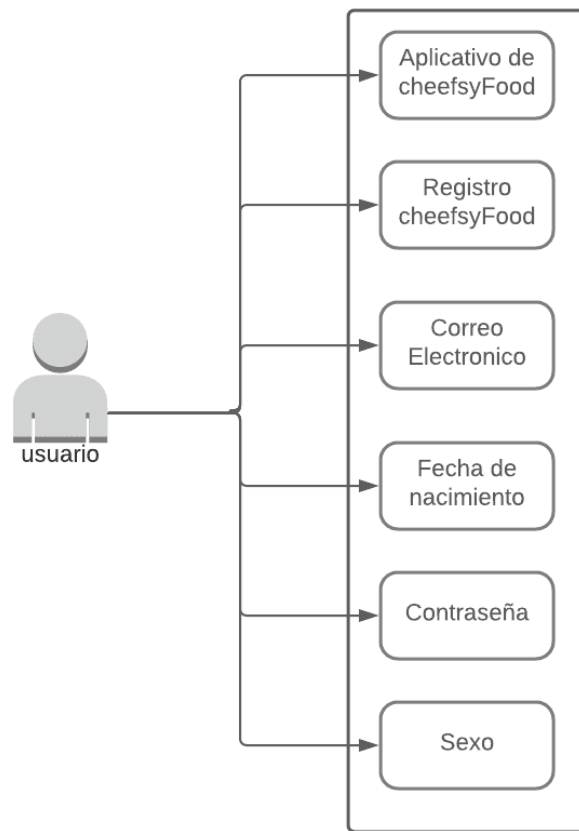 Aplicativo de
cheefsyFood
Registro
cheefsyFood
Correo
Electronico
usuario
Fecha de
nacimiento
Contraseña
Sexo